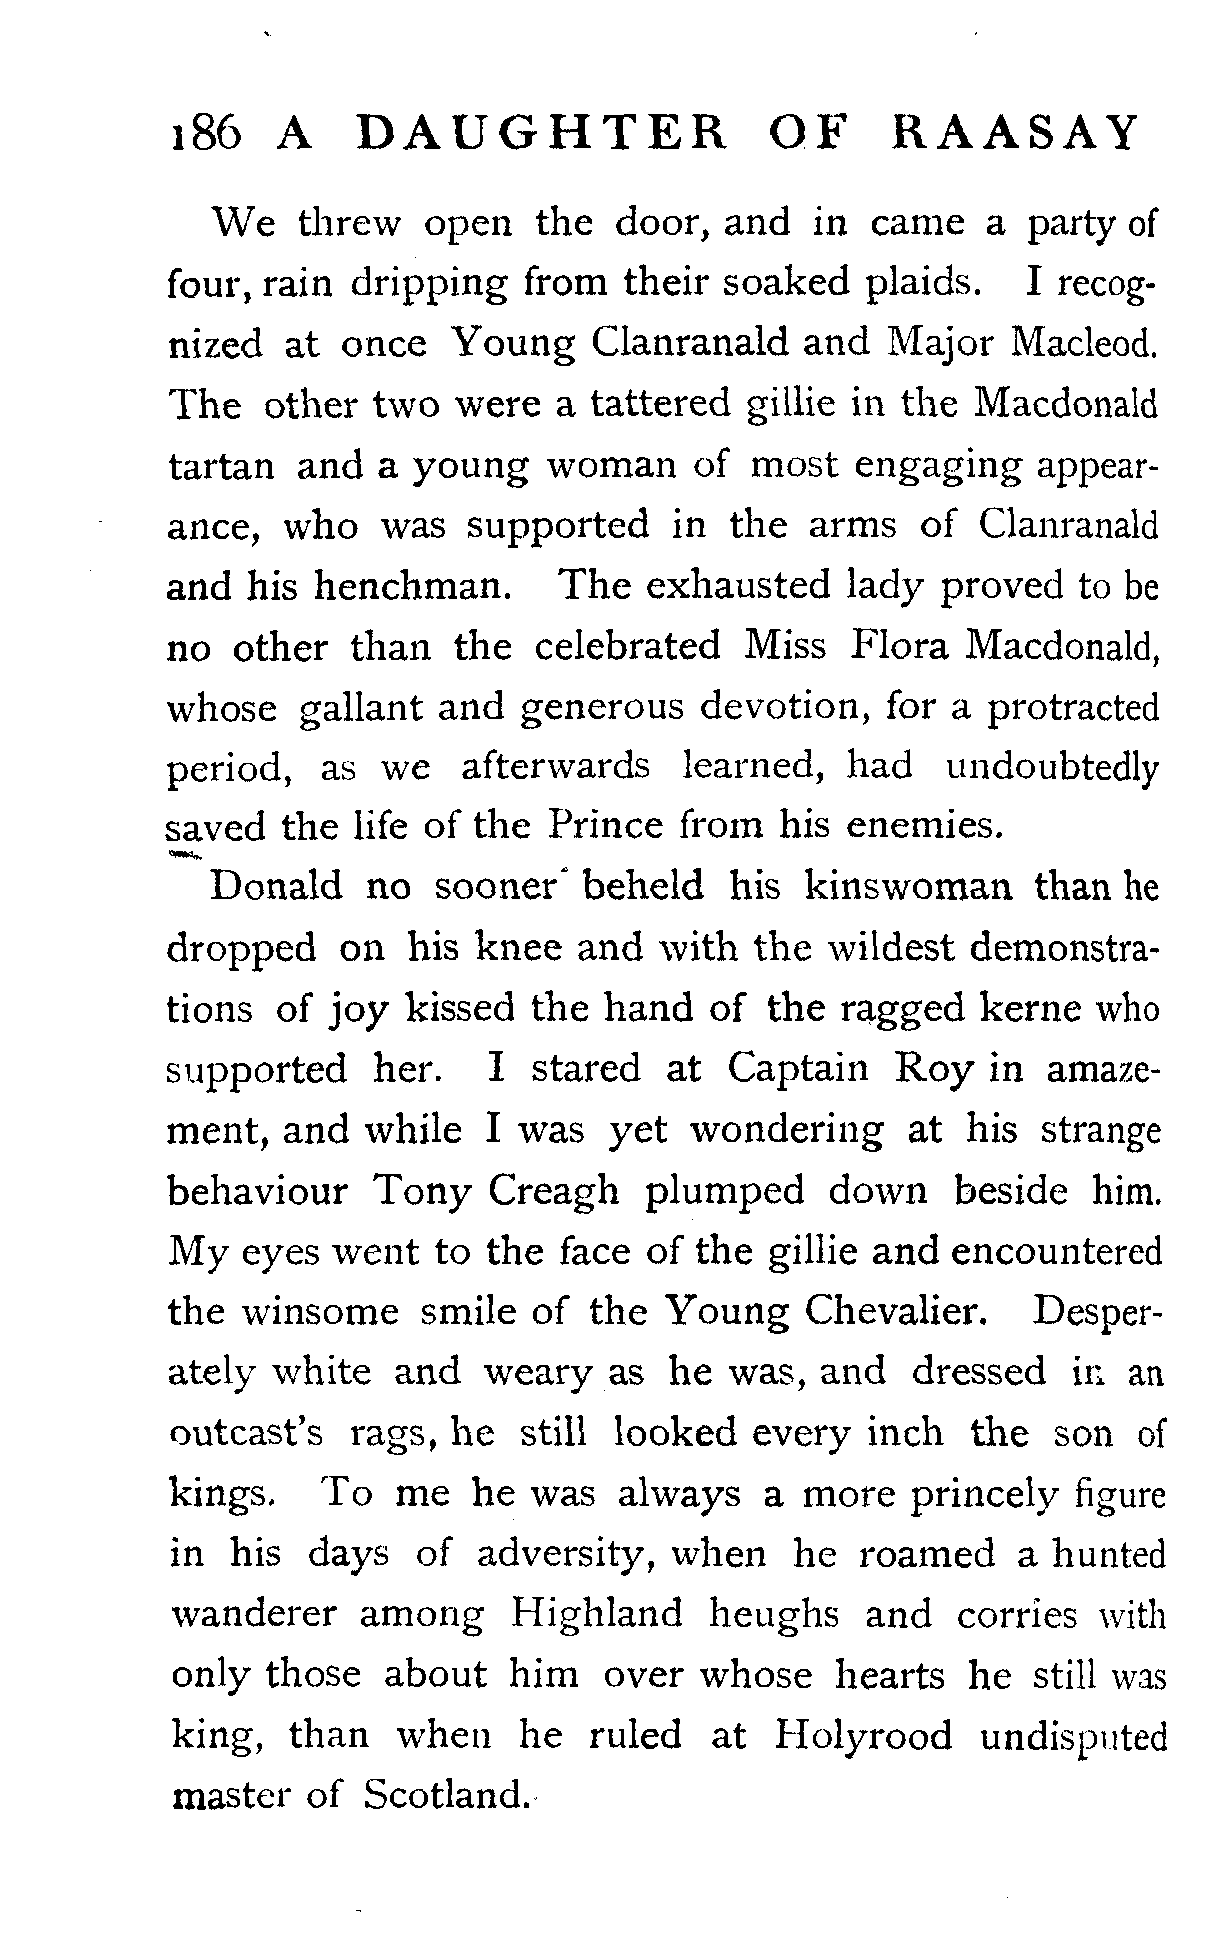 186 A DAUGHTER OF RAASAY
We threw open the door, and in came a party of
four, rain dripping from their soaked plaids. I recog-
nized at once Young Clanranald and Major Macleod.
The other two were a tattered gillie in the Macdonald
tartan and a young woman of most engaging appear-
ance, who was supported in the arms of Clanranald
and his henchman. The exhausted lady proved to be
no other than the celebrated Miss Flora Macdonald,
whose gallant and generous devotion, for a protracted
period, as we afterwards learned, had undoubtedly
saved the life of the Prince from his enemies.
Donald no sooner beheld his kinswoman than he
dropped on his knee and with the wildest demonstra-
tions of joy kissed the hand of the ragged kerne who
supported her. I stared at Captain Roy in amaze-
ment, and while I was yet wondering at his strange
behaviour Tony Creagh plumped down beside him.
My eyes went to the face of the gillie and encountered
the winsome smile of the Young Chevalier. Desper-
ately white and weary as he was, and dressed in an
outcast's rags, he still looked every inch the son of
kings. To me he was always a more princely figure
in his days of adversity, when he roamed a hunted
wanderer among Highland heughs and corries with
only those about him over whose hearts he still was
king, than when he ruled at Holyrood undisputed
master of Scotland.